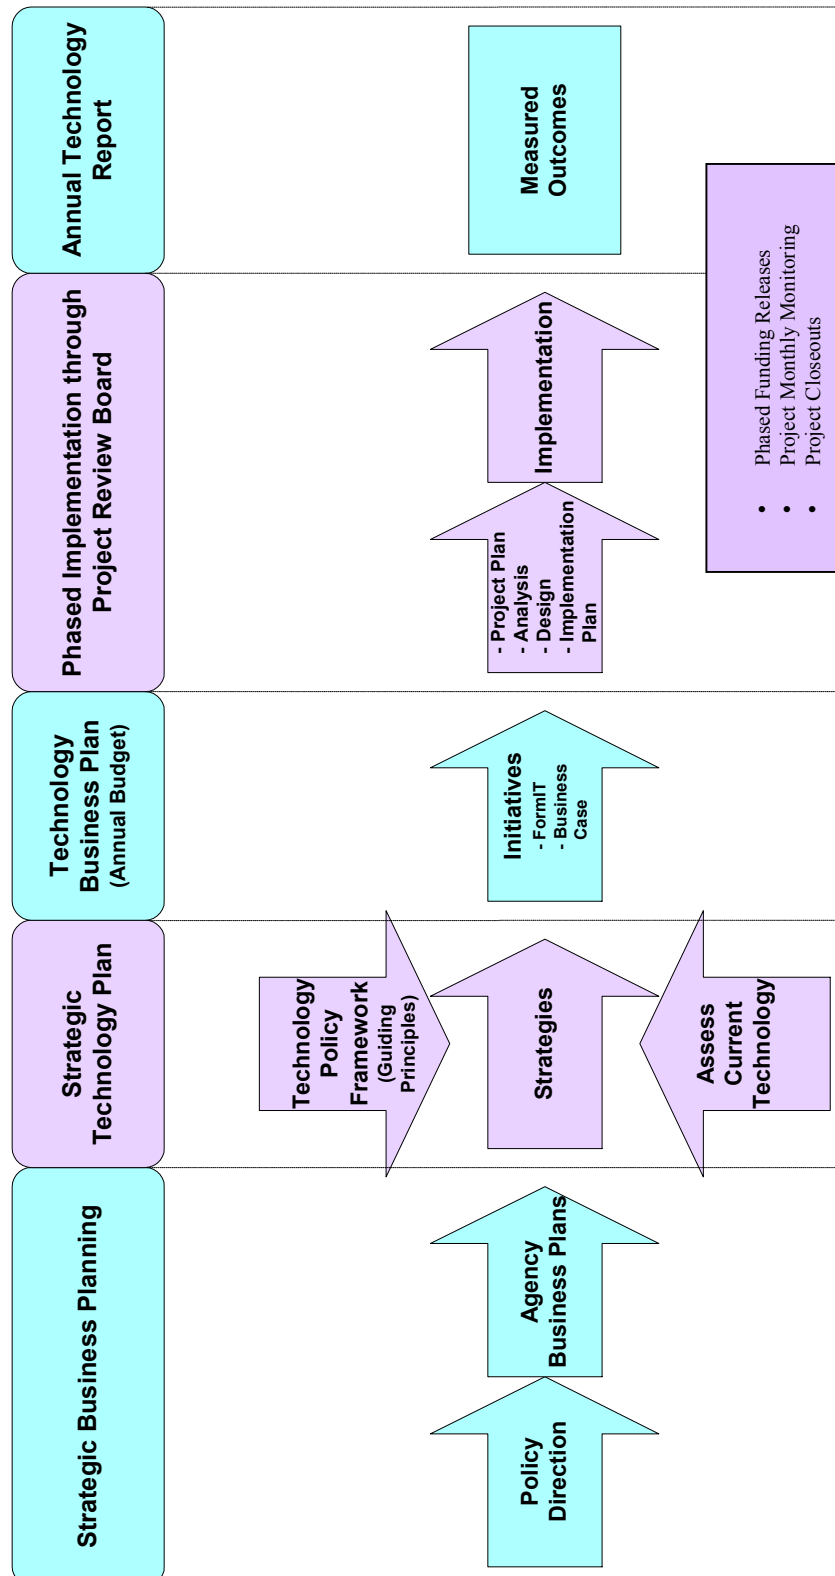 Strategic Business Planning
Strategic
Technology Plan
Technology
Business Plan
(Annual Budget)
Phased Implementation through
Project Review Board
Annual Technology
Report
Policy
Direction
Agency
Business Plans
Technology
Policy
Framework
(Guiding
Principles)
Strategies
Assess
Current
Technology
Initiatives
- FormIT
- Business
Case
- Project Plan
- Analysis
- Design
- Implementation
Plan
Implementation
Measured
Outcomes
• Phased Funding Releases
• Project Monthly Monitoring
• Project Closeouts